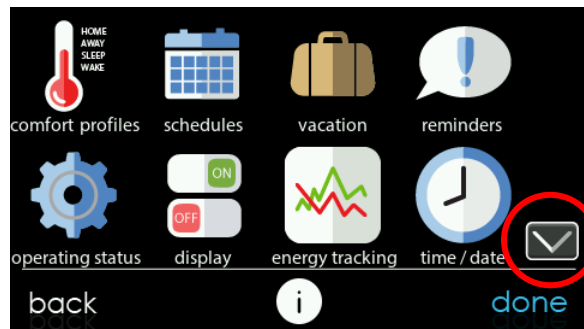 HOME
AWAY
SLEEP
WAKE
comfort profiles schedules vacation reminders
ON
OFF
operating status display energy tracking time / date
back i done